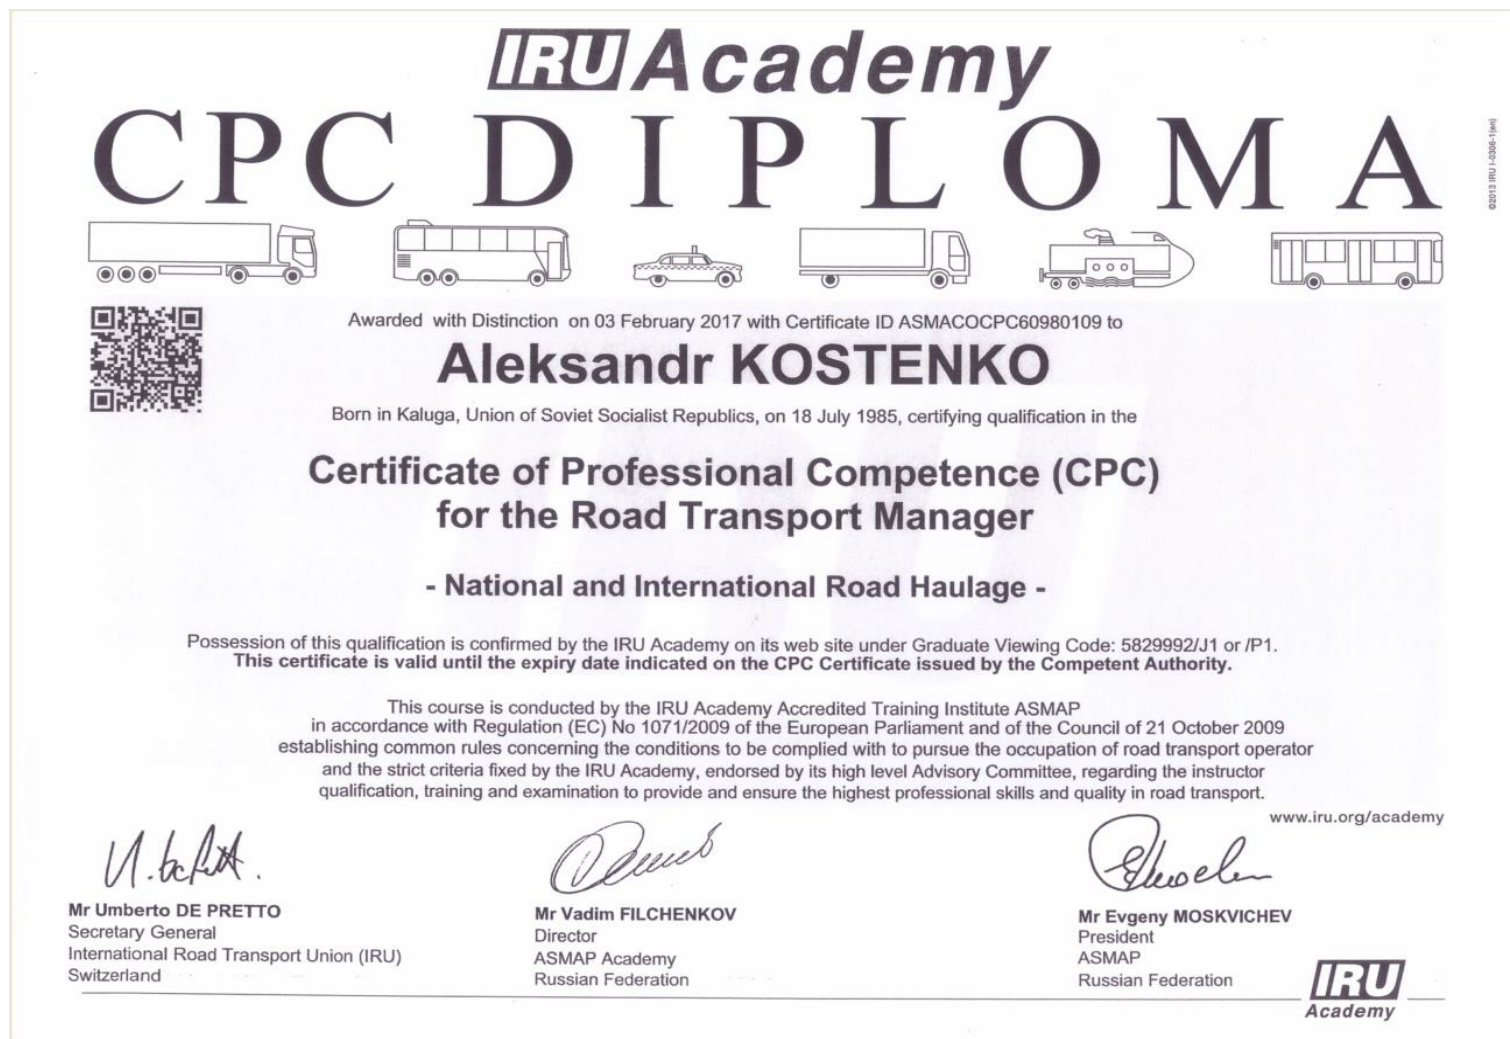 IRU Academy
CPC DIPLOMA
©2013 IRU I-0306-1(en)
Awarded with Distinction on 03 February 2017 with Certificate ID ASMACOCPC60980109 to
Aleksandr KOSTENKO
Born in Kaluga, Union of Soviet Socialist Republics, on 18 July 1985, certifying qualification in the
Certificate of Professional Competence (CPC)
for the Road Transport Manager
- National and International Road Haulage -
Possession of this qualification is confirmed by the IRU Academy on its web site under Graduate Viewing Code: 5829992/J1 or /P1.
This certificate is valid until the expiry date indicated on the CPC Certificate issued by the Competent Authority.
This course is conducted by the IRU Academy Accredited Training Institute ASMAP
in accordance with Regulation (EC) No 1071/2009 of the European Parliament and of the Council of 21 October 2009
establishing common rules concerning the conditions to be complied with to pursue the occupation of road transport operator
and the strict criteria fixed by the IRU Academy, endorsed by its high level Advisory Committee, regarding the instructor
qualification, training and examination to provide and ensure the highest professional skills and quality in road transport.
www.iru.org/academy
Mr Umberto DE PRETTO
Secretary General
International Road Transport Union (IRU)
Switzerland
Mr Vadim FILCHENKOV
Director
ASMAP Academy
Russian Federation
Mr Evgeny MOSKVICHEV
President
ASMAP
Russian Federation
IRU
Academy